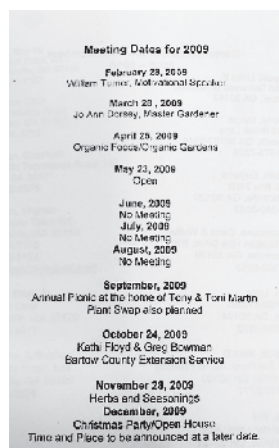 Meeting Dates for 2009
February 28, 2009
William Turner, Motivational Speaker
March 28, 2009
Jo Ann Dorsey, Master Gardener
April 25, 2009
Organic Foods/Organic Gardens
May 23, 2009
Open
June, 2009
No Meeting
July, 2009
No Meeting
August, 2009
No Meeting
September, 2009
Annual Picnic at the home of Tony & Toni Martin
Plant Swap also planned
October 24, 2009
Kathi Floyd & Greg Bowman
Bartow County Extension Service
November 28, 2009
Herbs and Seasonings
December, 2009
Christmas Party/Open House
Time and Place to be announced at a later date.